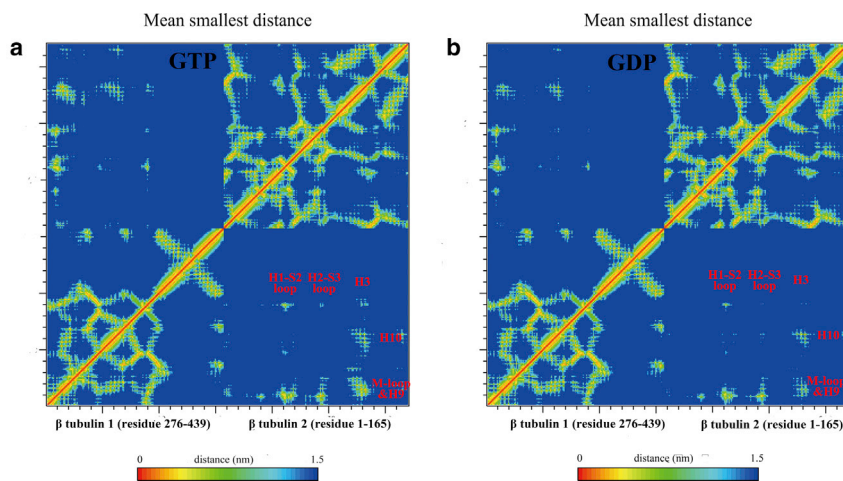 Mean smallest distance
a
GTP
H1-S2 H2-S3 H3
loop loop
H10
M-loop
& H9
β tubulin 1 (residue 276-439) β tubulin 2 (residue 1-165)
0 distance (nm) 1.5
Mean smallest distance
b
GDP
H1-S2 H2-S3 H3
loop loop
H10
M-loop
& H9
β tubulin 1 (residue 276-439) β tubulin 2 (residue 1-165)
0 distance (nm) 1.5